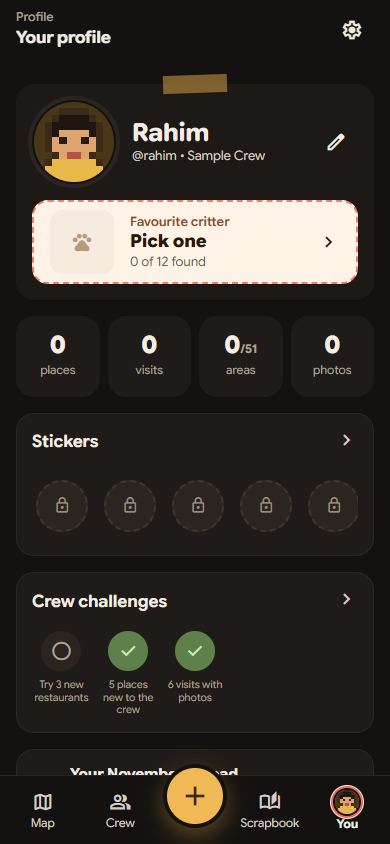 Profile
Your profile
Rahim
@rahim • Sample Crew
Favourite critter
Pick one
0 of 12 found
0
places
0
visits
0/51
areas
0
photos
Stickers
Crew challenges
Try 3 new
restaurants
5 places
new to the
crew
6 visits with
photos
Your
Map
Crew
Scrapbook
You